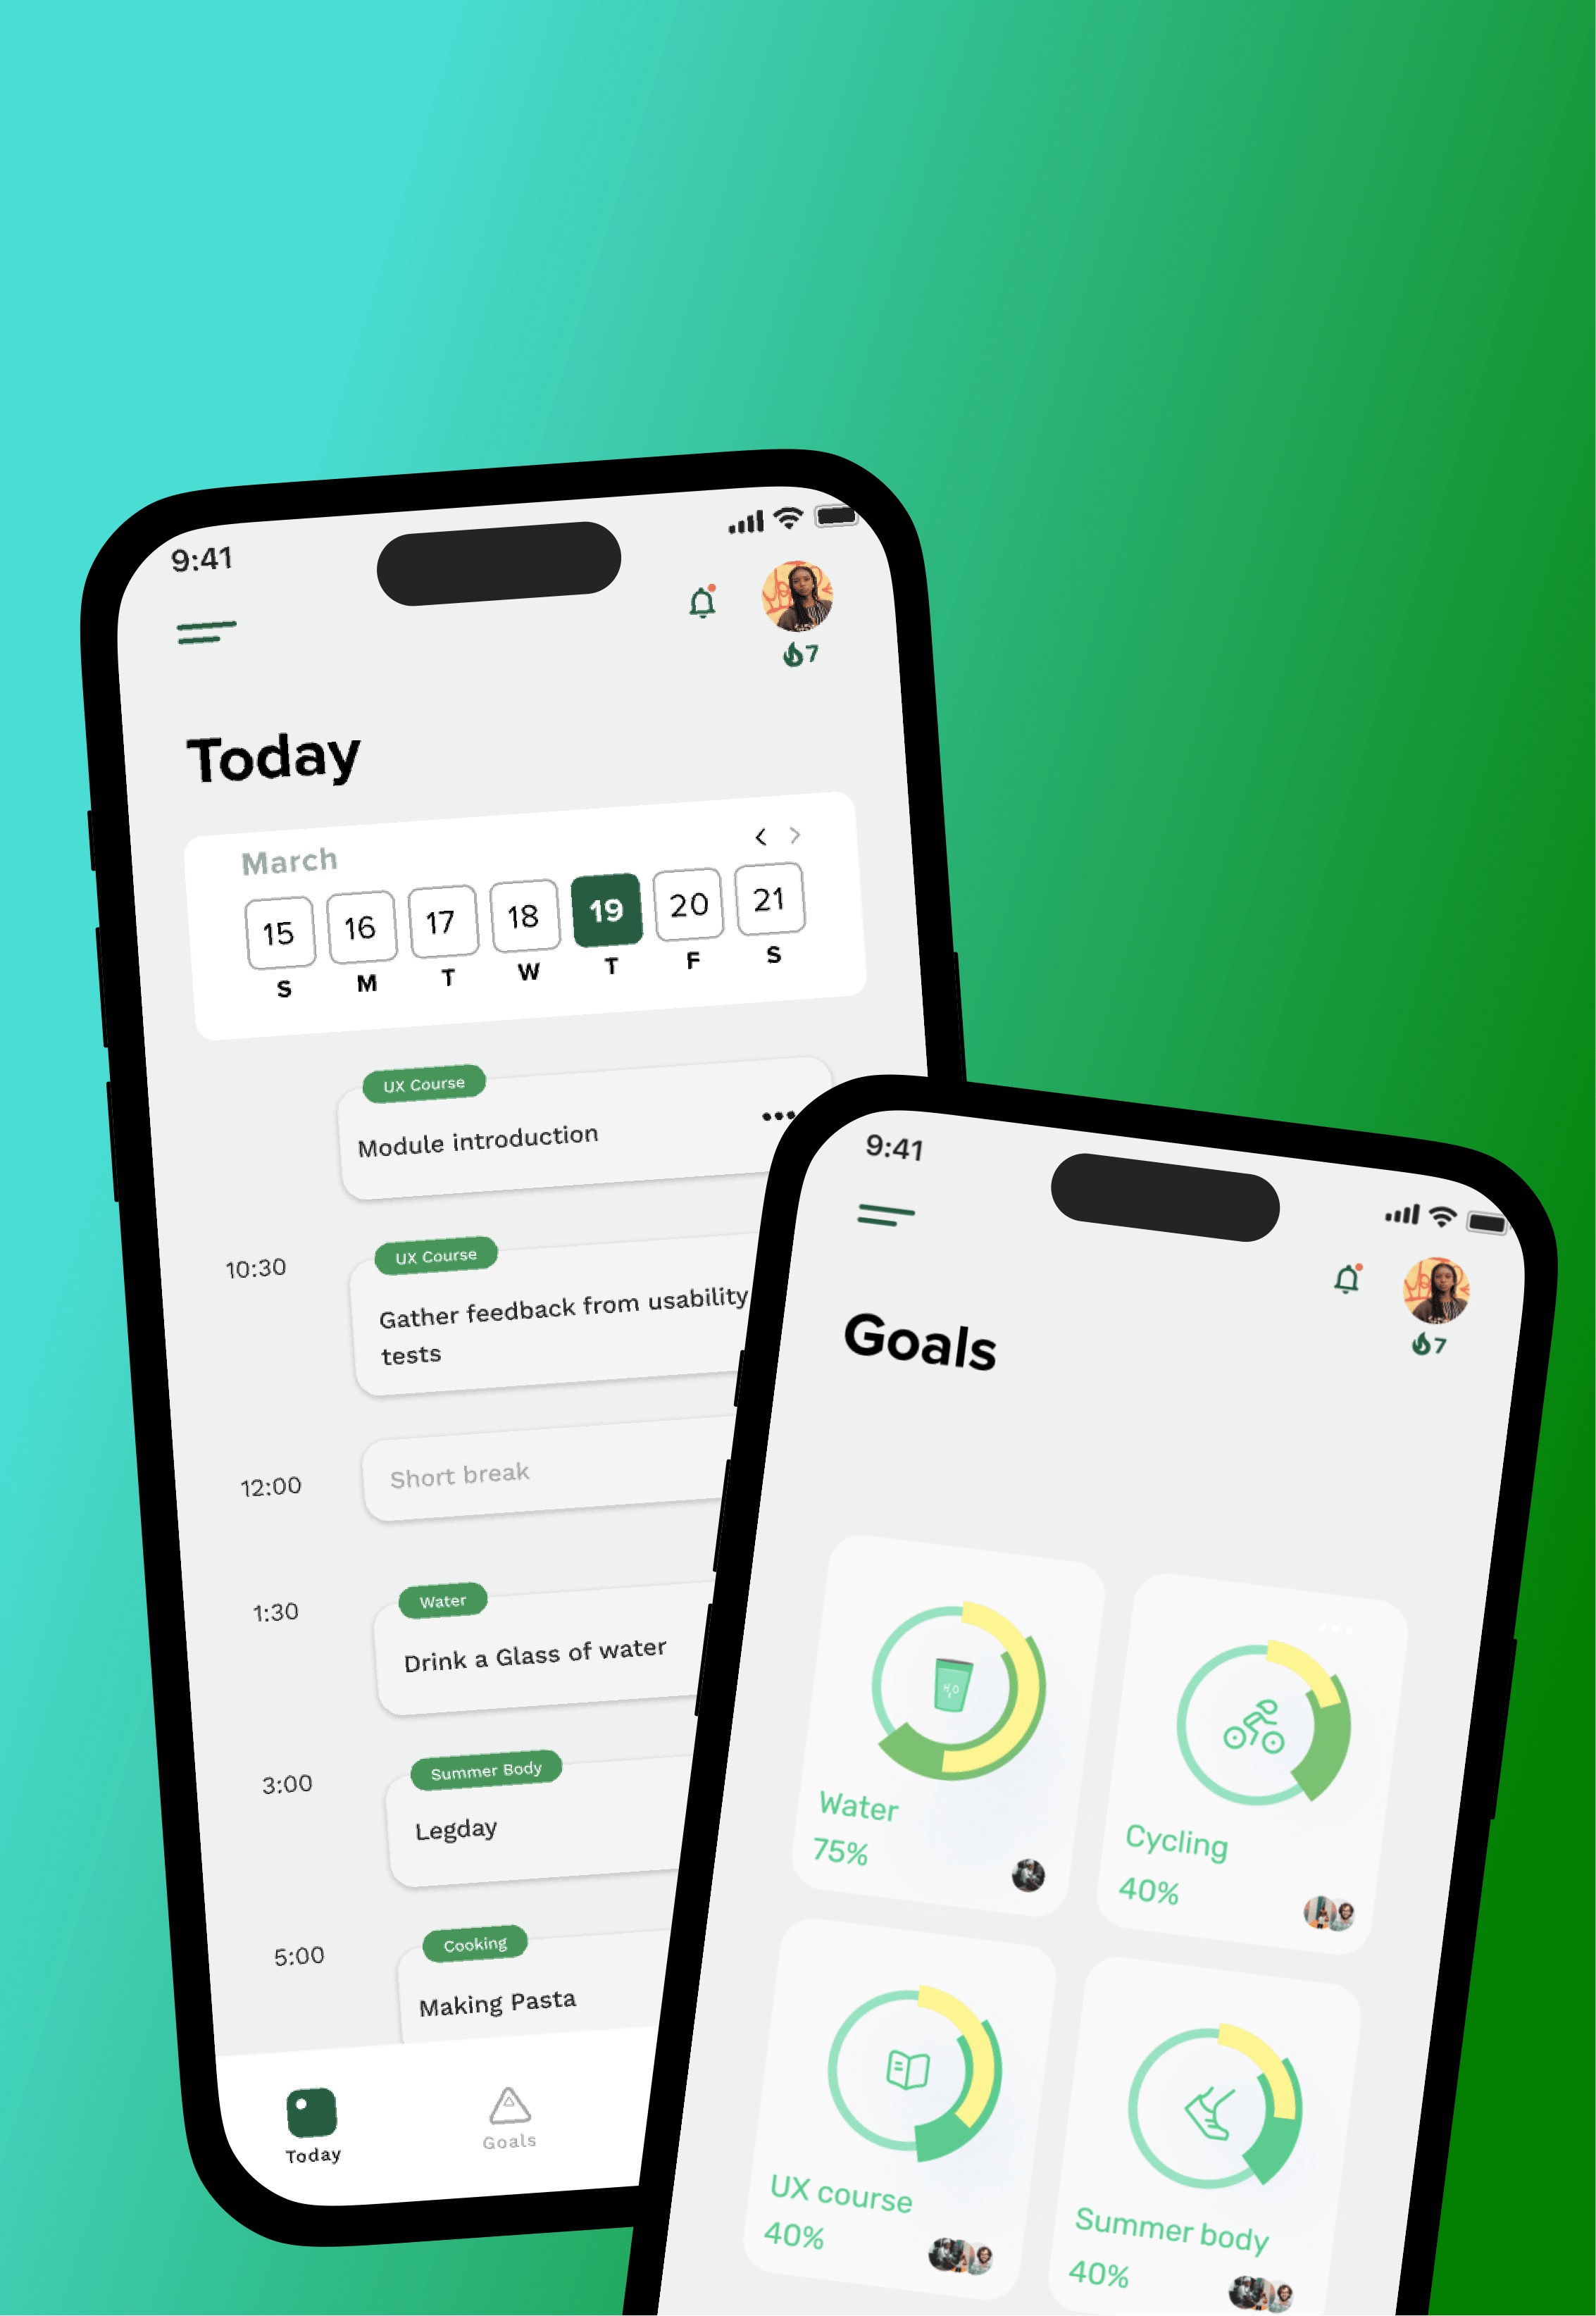 9:41
7
Today
March
15 16 17 18 19 20 21
S M T W T F S
UX Course
Module introduction
10:30
UX Course
Gather feedback from usability
tests
12:00
Short break
1:30
Water
Drink a Glass of water
3:00
Summer Body
Legday
5:00
Cooking
Making Pasta
Today
Goals
9:41
7
Goals
H2O
Water
75%
Cycling
40%
UX course
40%
Summer body
40%